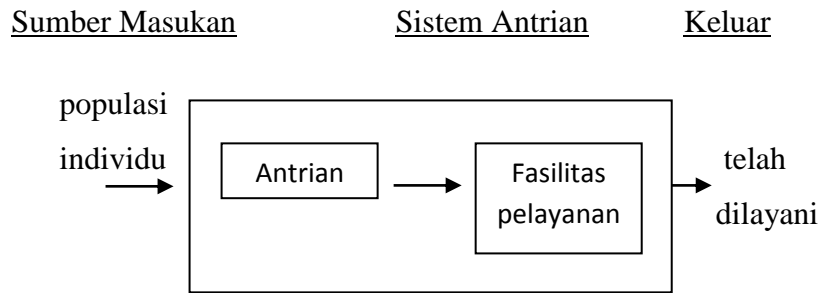 Sumber Masukan
Sistem Antrian
Keluar
populasi
individu
Antrian
Fasilitas
pelayanan
telah
dilayani